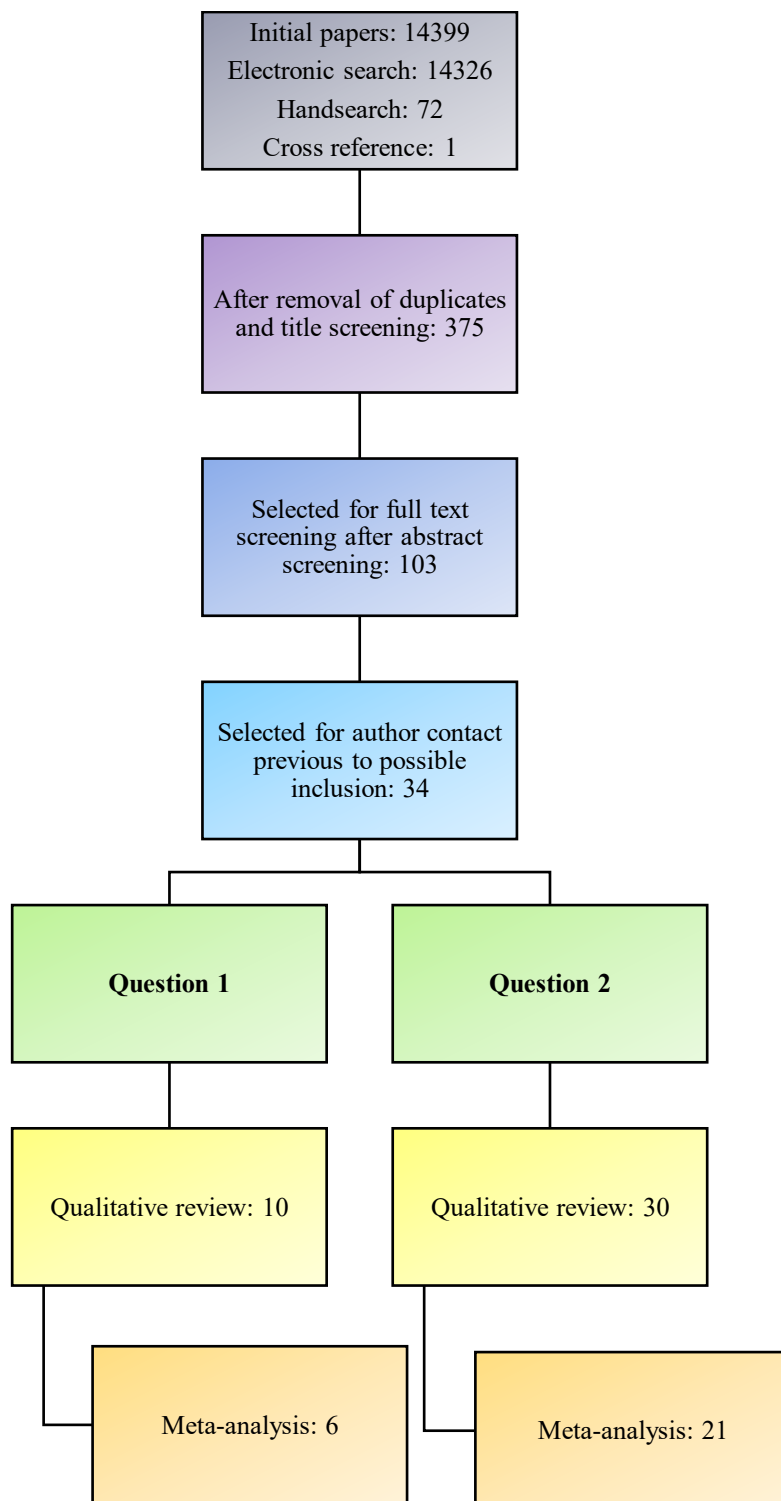 Initial papers: 14399
Electronic search: 14326
Handsearch: 72
Cross reference: 1
After removal of duplicates
and title screening: 375
Selected for full text
screening after abstract
screening: 103
Selected for author contact
previous to possible
inclusion: 34
Question 1
Question 2
Qualitative review: 10
Qualitative review: 30
Meta-analysis: 6
Meta-analysis: 21